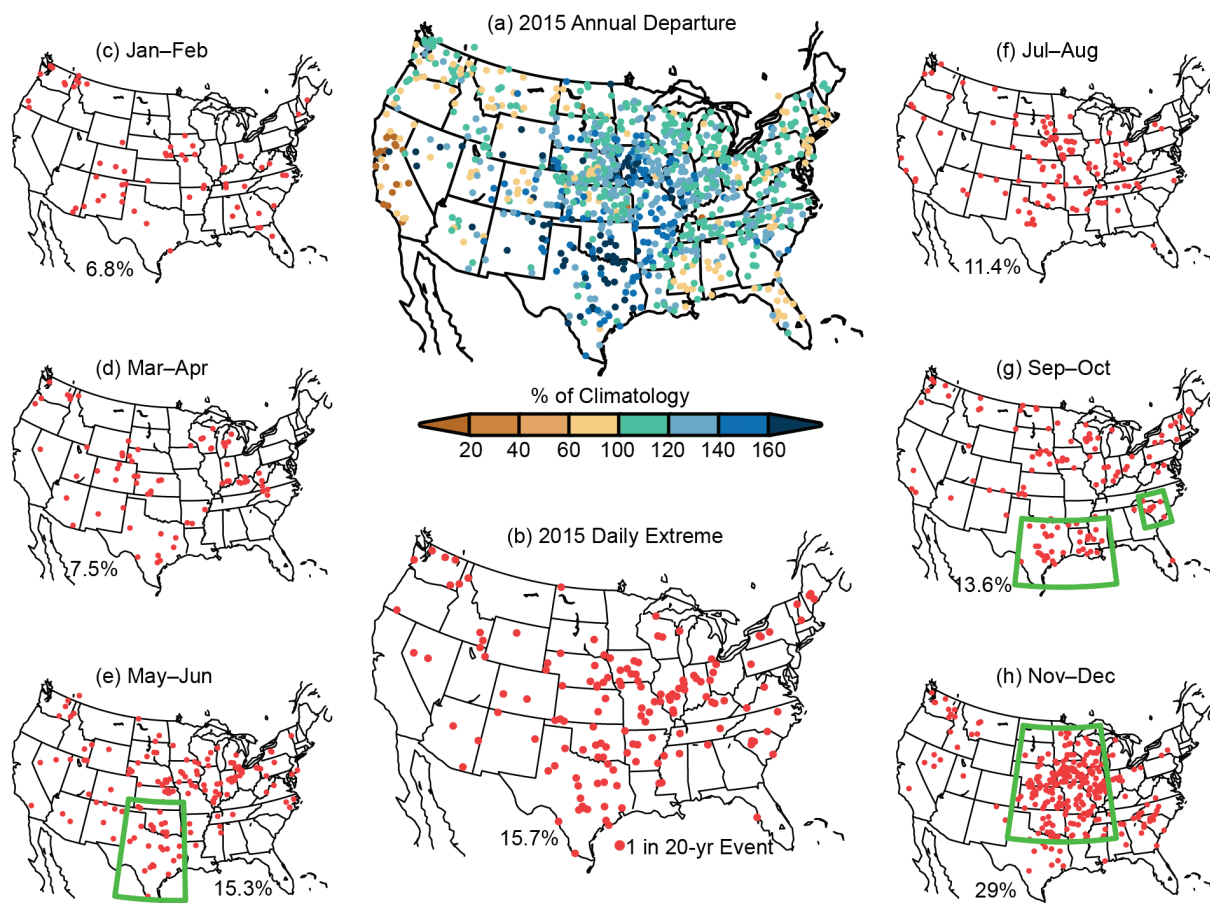 (a) 2015 Annual Departure
(c) Jan–Feb
6.8%
(f) Jul–Aug
11.4%
(d) Mar–Apr
7.5%
% of Climatology
20 40 60 100 120 140 160
(g) Sep–Oct
13.6%
(b) 2015 Daily Extreme
15.7%
1 in 20-yr Event
(e) May–Jun
15.3%
(h) Nov–Dec
29%